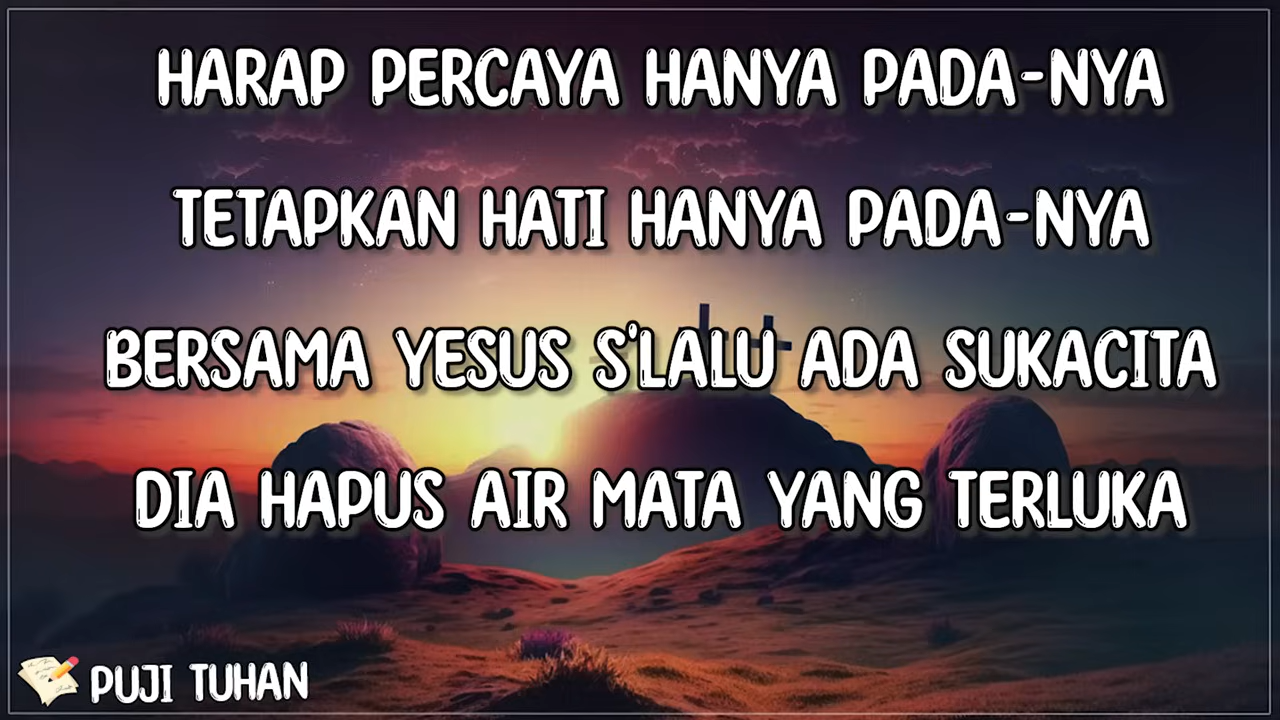 HARAP PERCAYA HANYA PADA-NYA
TETAPKAN HATI HANYA PADA-NYA
BERSAMA YESUS S'LALU ADA SUKACITA
DIA HAPUS AIR MATA YANG TERLUKA
PUJI TUHAN